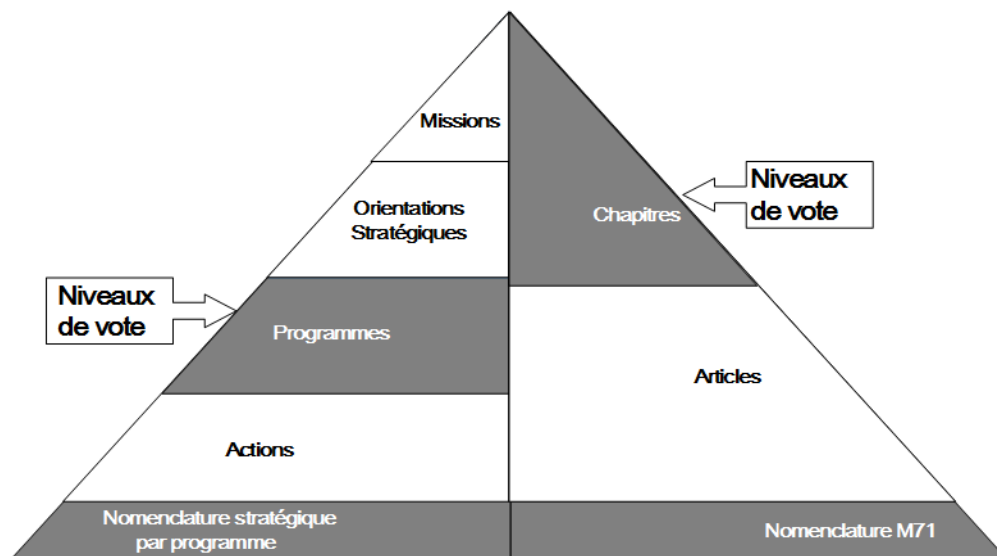 Missions
Orientations
Stratégiques
Chapitres
Niveaux
de vote
Niveaux
de vote
Programmes
Articles
Actions
Nomenclature stratégique
par programme
Nomenclature M71